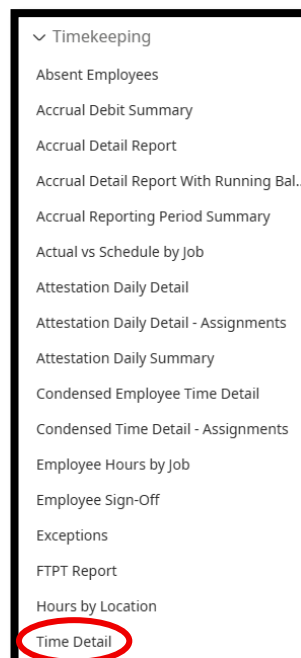 Timekeeping
Absent Employees
Accrual Debit Summary
Accrual Detail Report
Accrual Detail Report With Running Bal..
Accrual Reporting Period Summary
Actual vs Schedule by Job
Attestation Daily Detail
Attestation Daily Detail - Assignments
Attestation Daily Summary
Condensed Employee Time Detail
Condensed Time Detail - Assignments
Employee Hours by Job
Employee Sign-Off
Exceptions
FTPT Report
Hours by Location
Time Detail